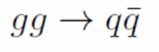 gg → qq̄